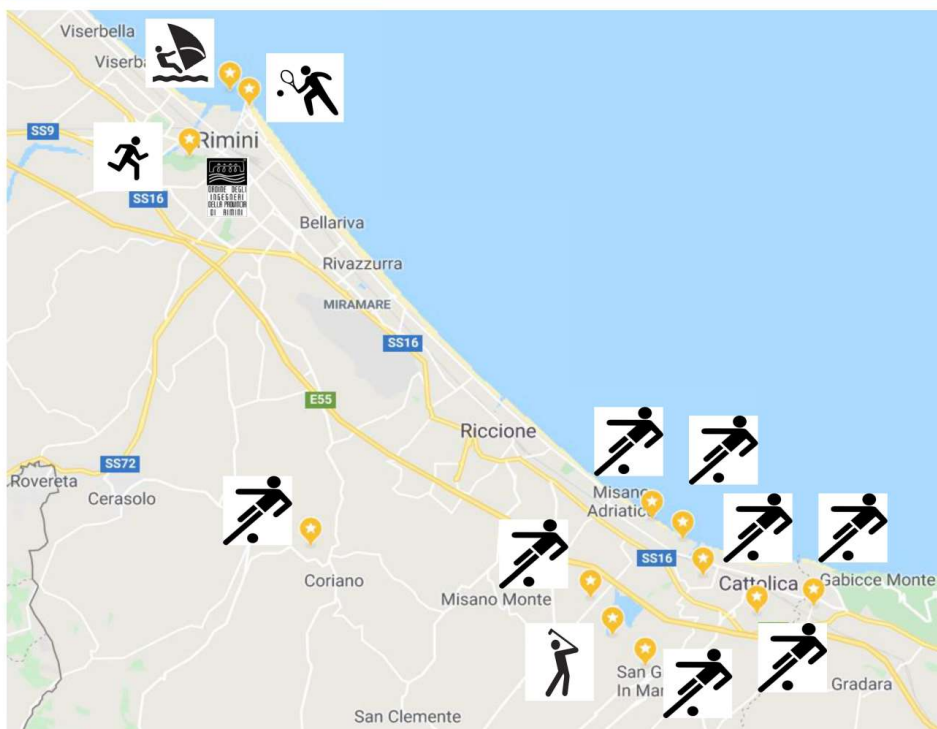 Viserbella
Viserba
SS9
Rimini
SS16
ORDINE DEGLI
INGEGNERI
DELLA PROVINCIA
DI RIMINI
Bellariva
Rivazzurra
MIRAMARE
SS16
E55
Riccione
SS72
Rovereta
Cerasolo
Misano
Adriatico
SS16
Coriano
Cattolica
Gabicce Monte
Misano Monte
San G
In Mar
Gradara
San Clemente